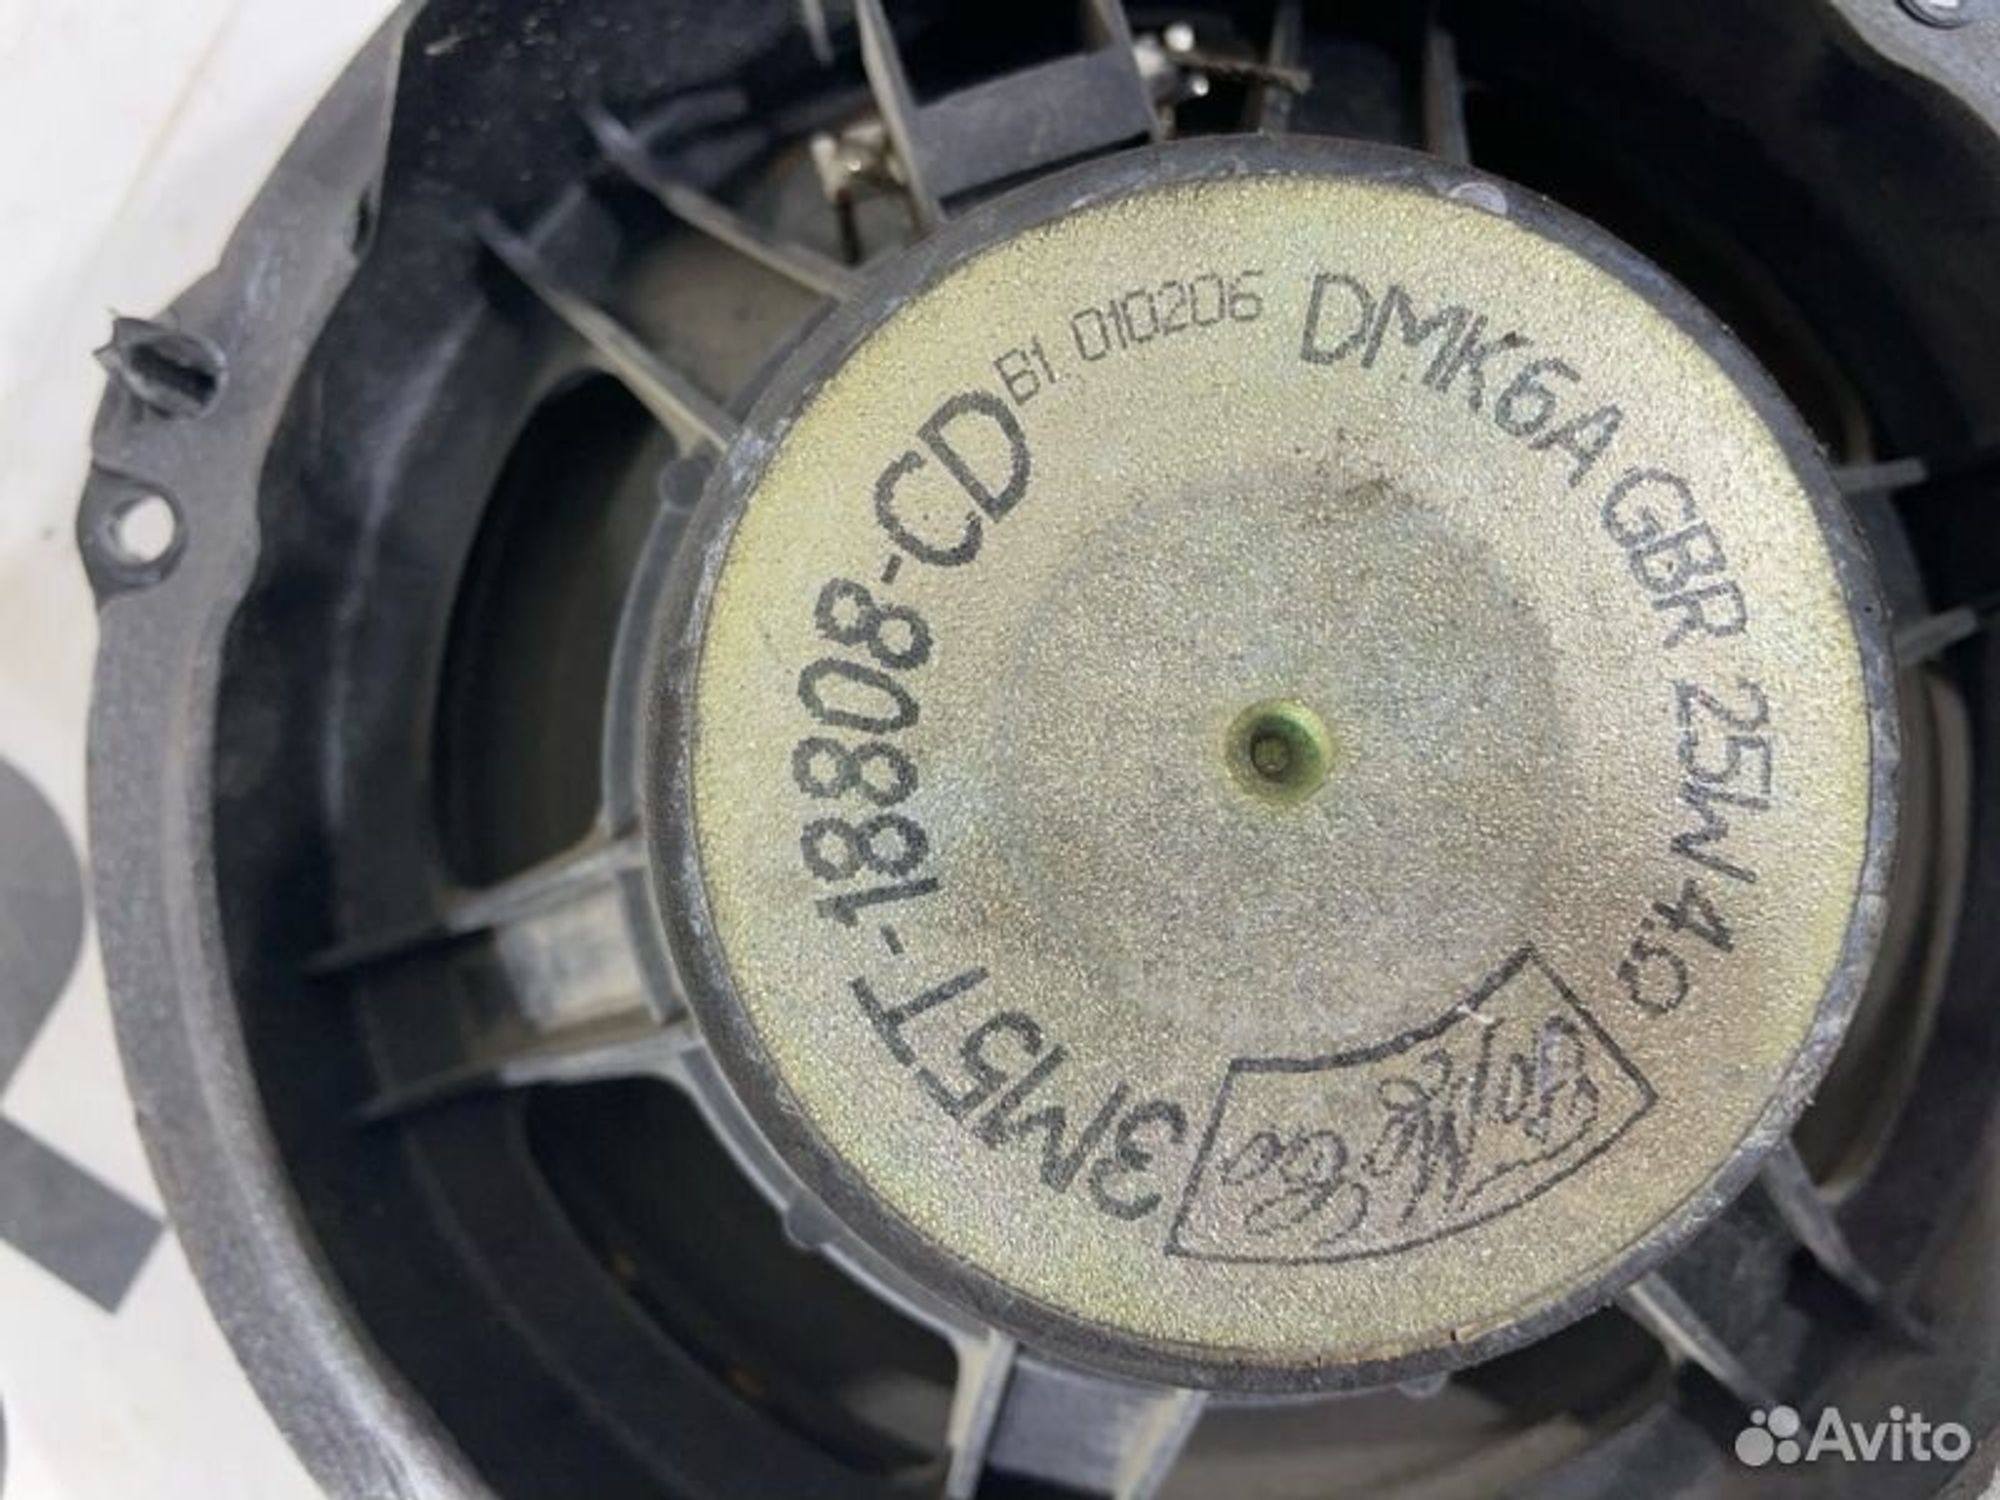 3M5T-18808-CD
B1 010206
DMK6A GBR 25W 4Ω
Avito